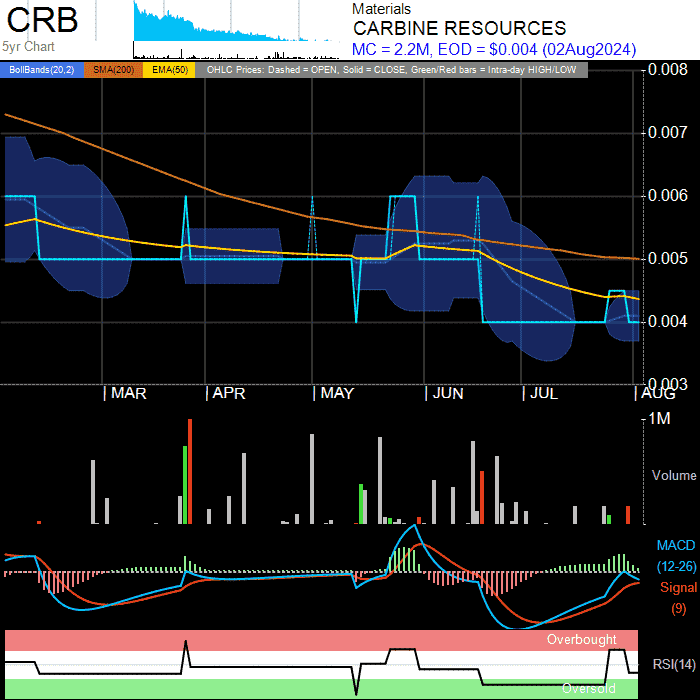 CRB
5yr Chart
Materials
CARBINE RESOURCES
MC = 2.2M, EOD = $0.004 (02Aug2024)
BollBands(20,2) SMA(200) EMA(50) OHLC Prices: Dashed = OPEN, Solid = CLOSE, Green/Red bars = Intra-day HIGH/LOW
0.008
0.007
0.006
0.005
0.004
0.003
| MAR | APR | MAY | JUN | JUL | AUG
1M
Volume
MACD
(12-26)
Signal
(9)
Overbought
RSI(14)
Oversold